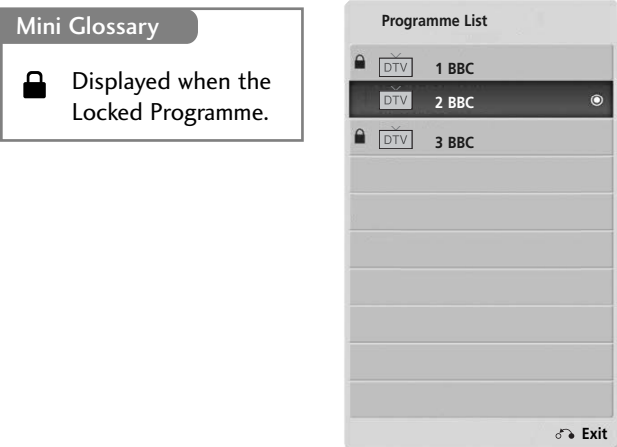 Mini Glossary
Displayed when the
Locked Programme.
Programme List
DTV 1 BBC
DTV 2 BBC
DTV 3 BBC
Exit